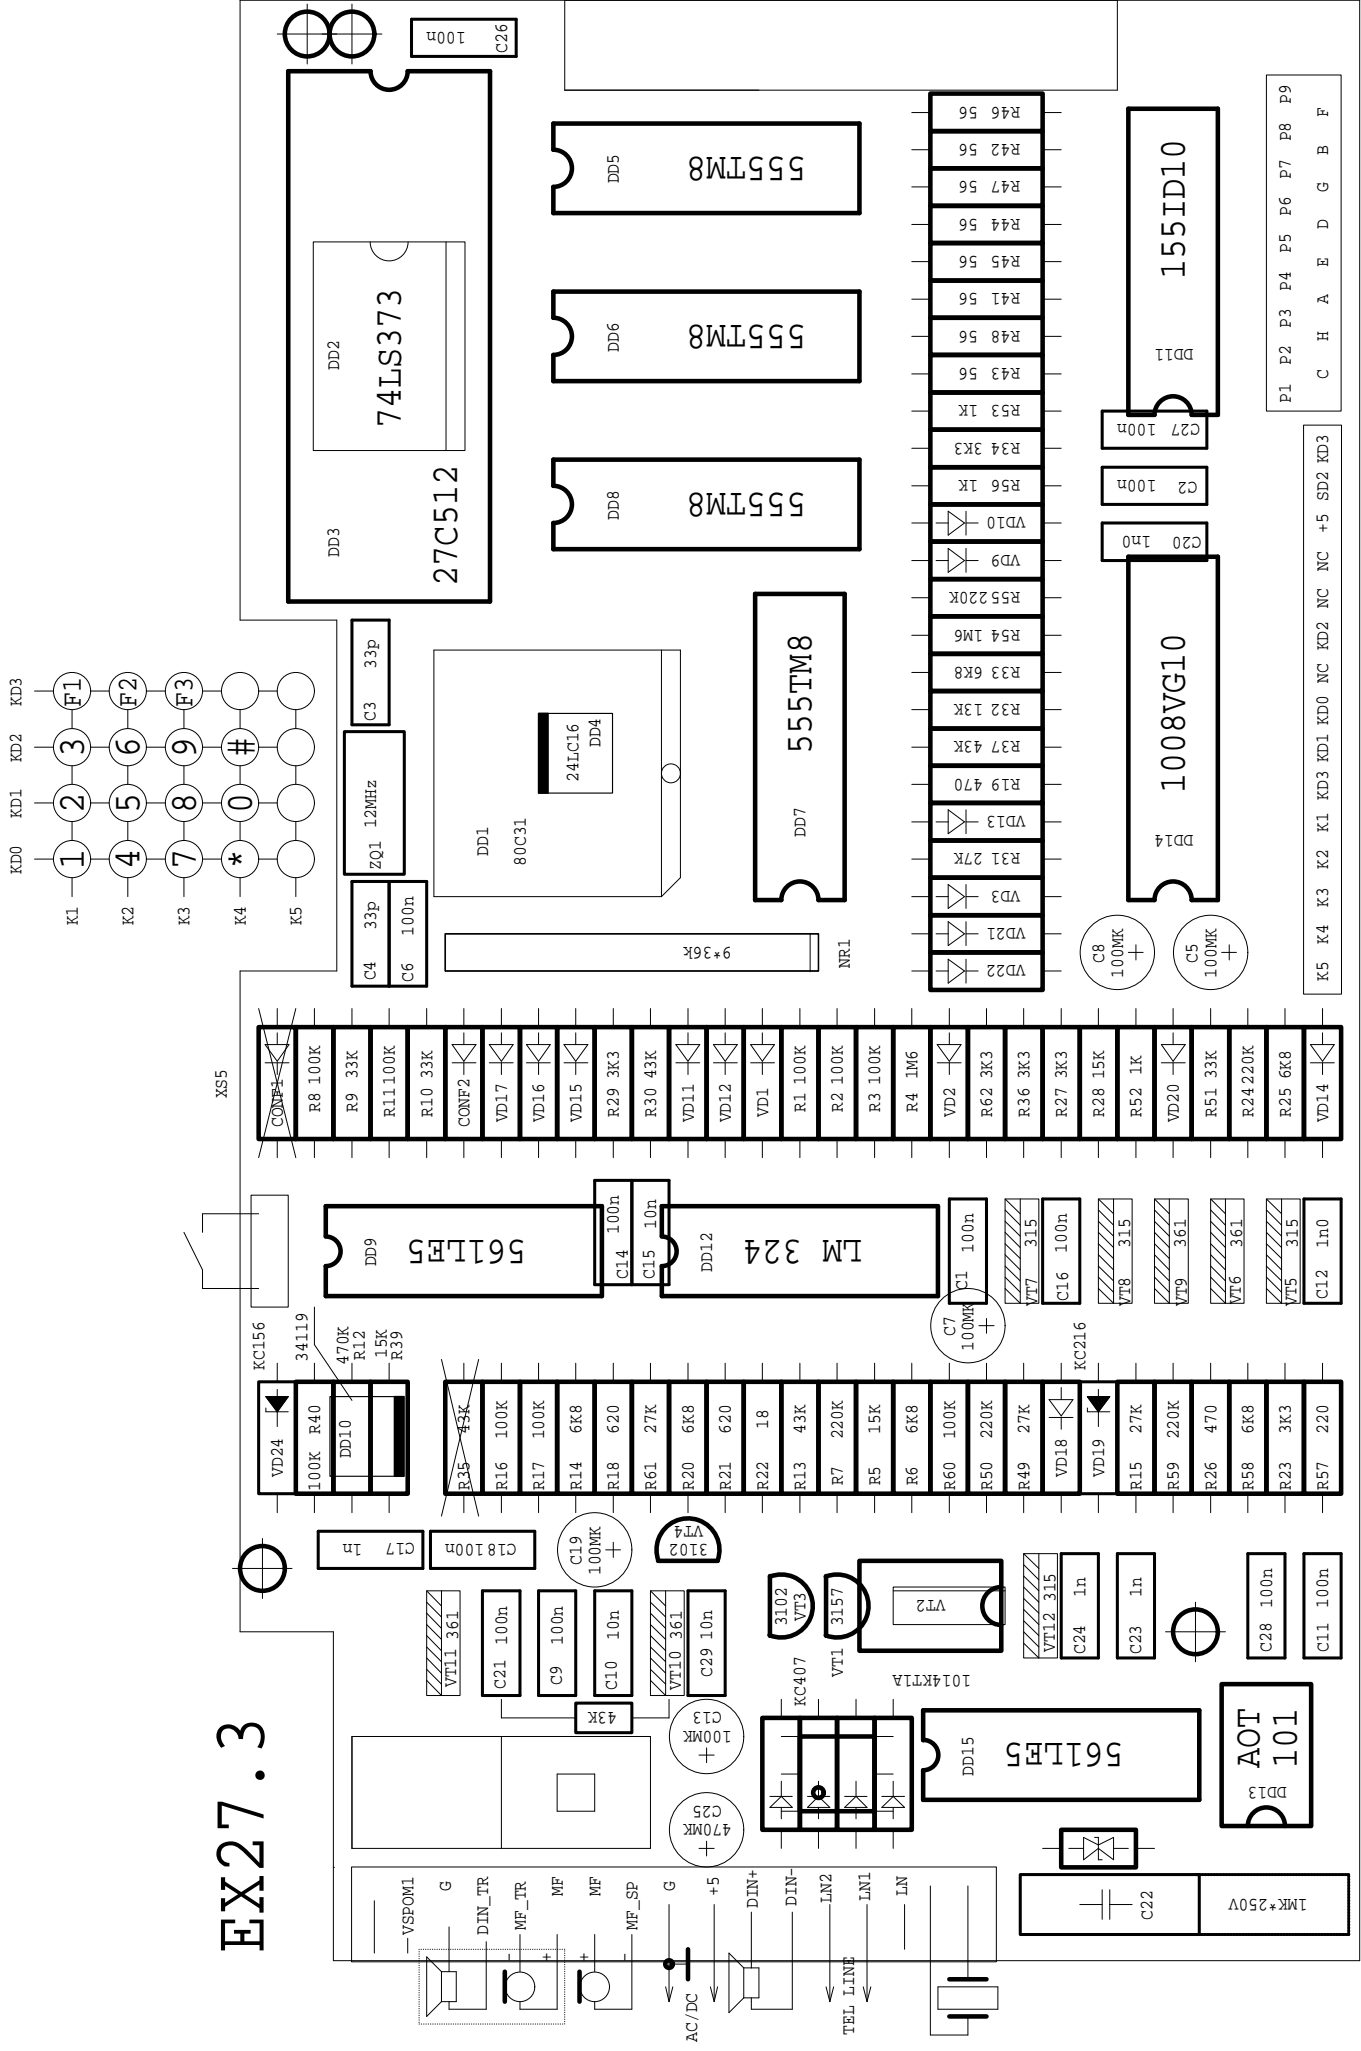 C26
100n
27C512
DD3
74LS373
DD2
DD5
555TM8
DD6
555TM8
DD8
555TM8
DD7
555TM8
R46 56
R42 56
R47 56
R44 56
R45 56
R41 56
R48 56
R43 56
R53 1K
R34 3K3
R56 1K
VD10
VD9
R55 220K
R54 1M6
R33 6K8
R32 13K
R37 43K
R19 470
VD13
R31 27K
VD3
VD21
VD22
155ID10
DD11
C27 100n
C2 100n
C20 1n0
1008VG10
DD14
C8
100MK
+
C5
100MK
+
P1 P2 P3 P4 P5 P6 P7 P8 P9
C H A E D G B F
K5 K4 K3 K2 K1 KD3 KD1 KD0 NC KD2 NC NC +5 SD2 KD3
KD3
KD2
KD1
KD0
F1 F2 F3
3 6 9 #
2 5 8 0
1 4 7 *
K1 K2 K3 K4 K5
C3 33p
ZQ1 12MHz
C4 33p
C6 100n
DD1
80C31
24LC16
DD4
9*36k
NR1
XS5
CONF1
R8 100K
R9 33K
R11 100K
R10 33K
CONF2
VD17
VD16
VD15
R29 3K3
R30 43K
VD11
VD12
VD1
R1 100K
R2 100K
R3 100K
R4 1M6
VD2
R62 3K3
R36 3K3
R27 3K3
R28 15K
R52 1K
VD20
R51 33K
R24 220K
R25 6K8
VD14
DD9
561LE5
C14 100n
C15 10n
DD12
LM 324
C1 100n
C7
100MK
+
VT7 315
C16 100n
VT8 315
VT9 361
VT6 361
VT5 315
C12 1n0
KC156
34119
470K
R12
15K
R39
KC216
VD24
100K R40
DD10
R35 43K
R16 100K
R17 100K
R14 6K8
R18 620
R61 27K
R20 6K8
R21 620
R22 18
R13 43K
R7 220K
R5 15K
R6 6K8
R60 100K
R50 220K
R49 27K
VD18
VD19
R15 27K
R59 220K
R26 470
R58 6K8
R23 3K3
R57 220
C17 1n
C18 100n
C19
100MK
+
VT4
3102
VT11 361
C21 100n
C9 100n
C10 10n
VT10 361
C29 10n
43K
3102
VT3
3157
VT1
VT2
1014KT1A
VT12 315
C24 1n
C23 1n
C28 100n
C11 100n
KC407
C13
100MK
+
C25
470MK
+
DD15
561LE5
AOT
101
DD13
C22
1MK*250V
EX27.3
VSPOM1
G
DIN_TR
MF_TR
MF
MF
MF_SP
G
+5
DIN+
DIN-
LN2
LN1
LN
- + + -
AC/DC
TEL LINE